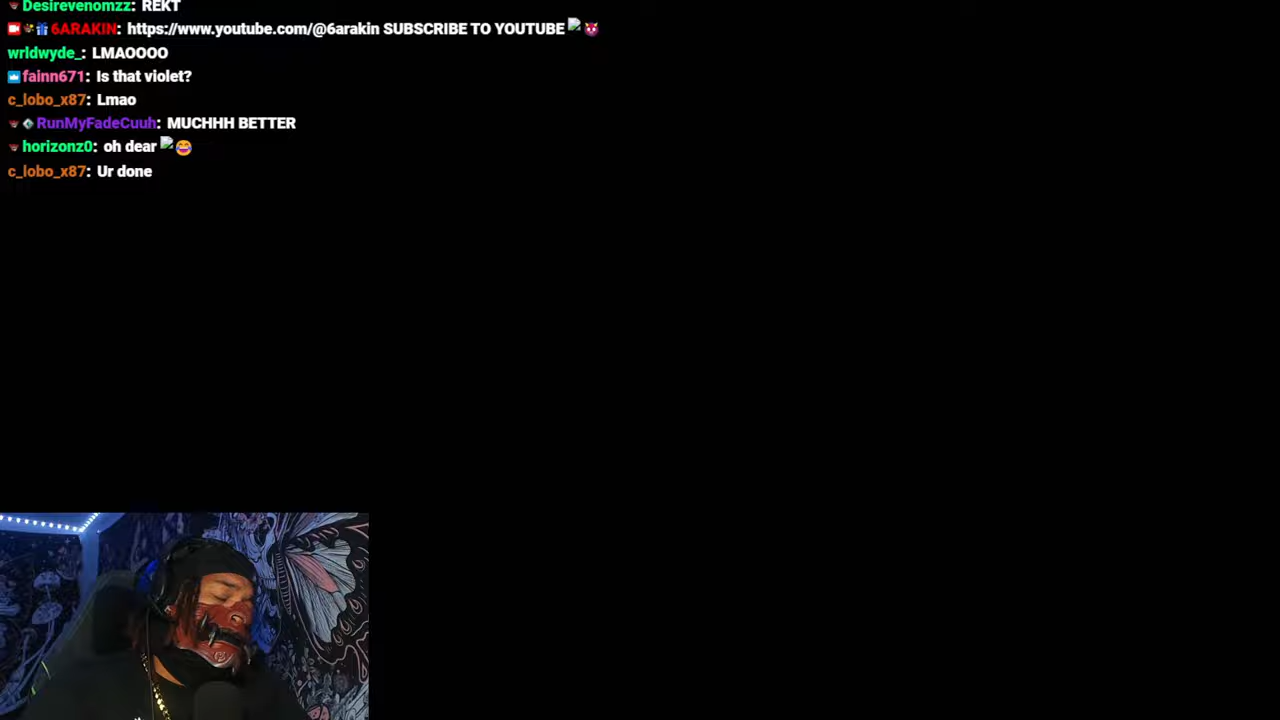 Desirevenomzz: REKT
6ARAKIN: https://www.youtube.com/@6arakin SUBSCRIBE TO YOUTUBE
wrldwyde_: LMAOOOO
fainn671: Is that violet?
c_lobo_x87: Lmao
RunMyFadeCuuh: MUCHHH BETTER
horizonz0: oh dear
c_lobo_x87: Ur done